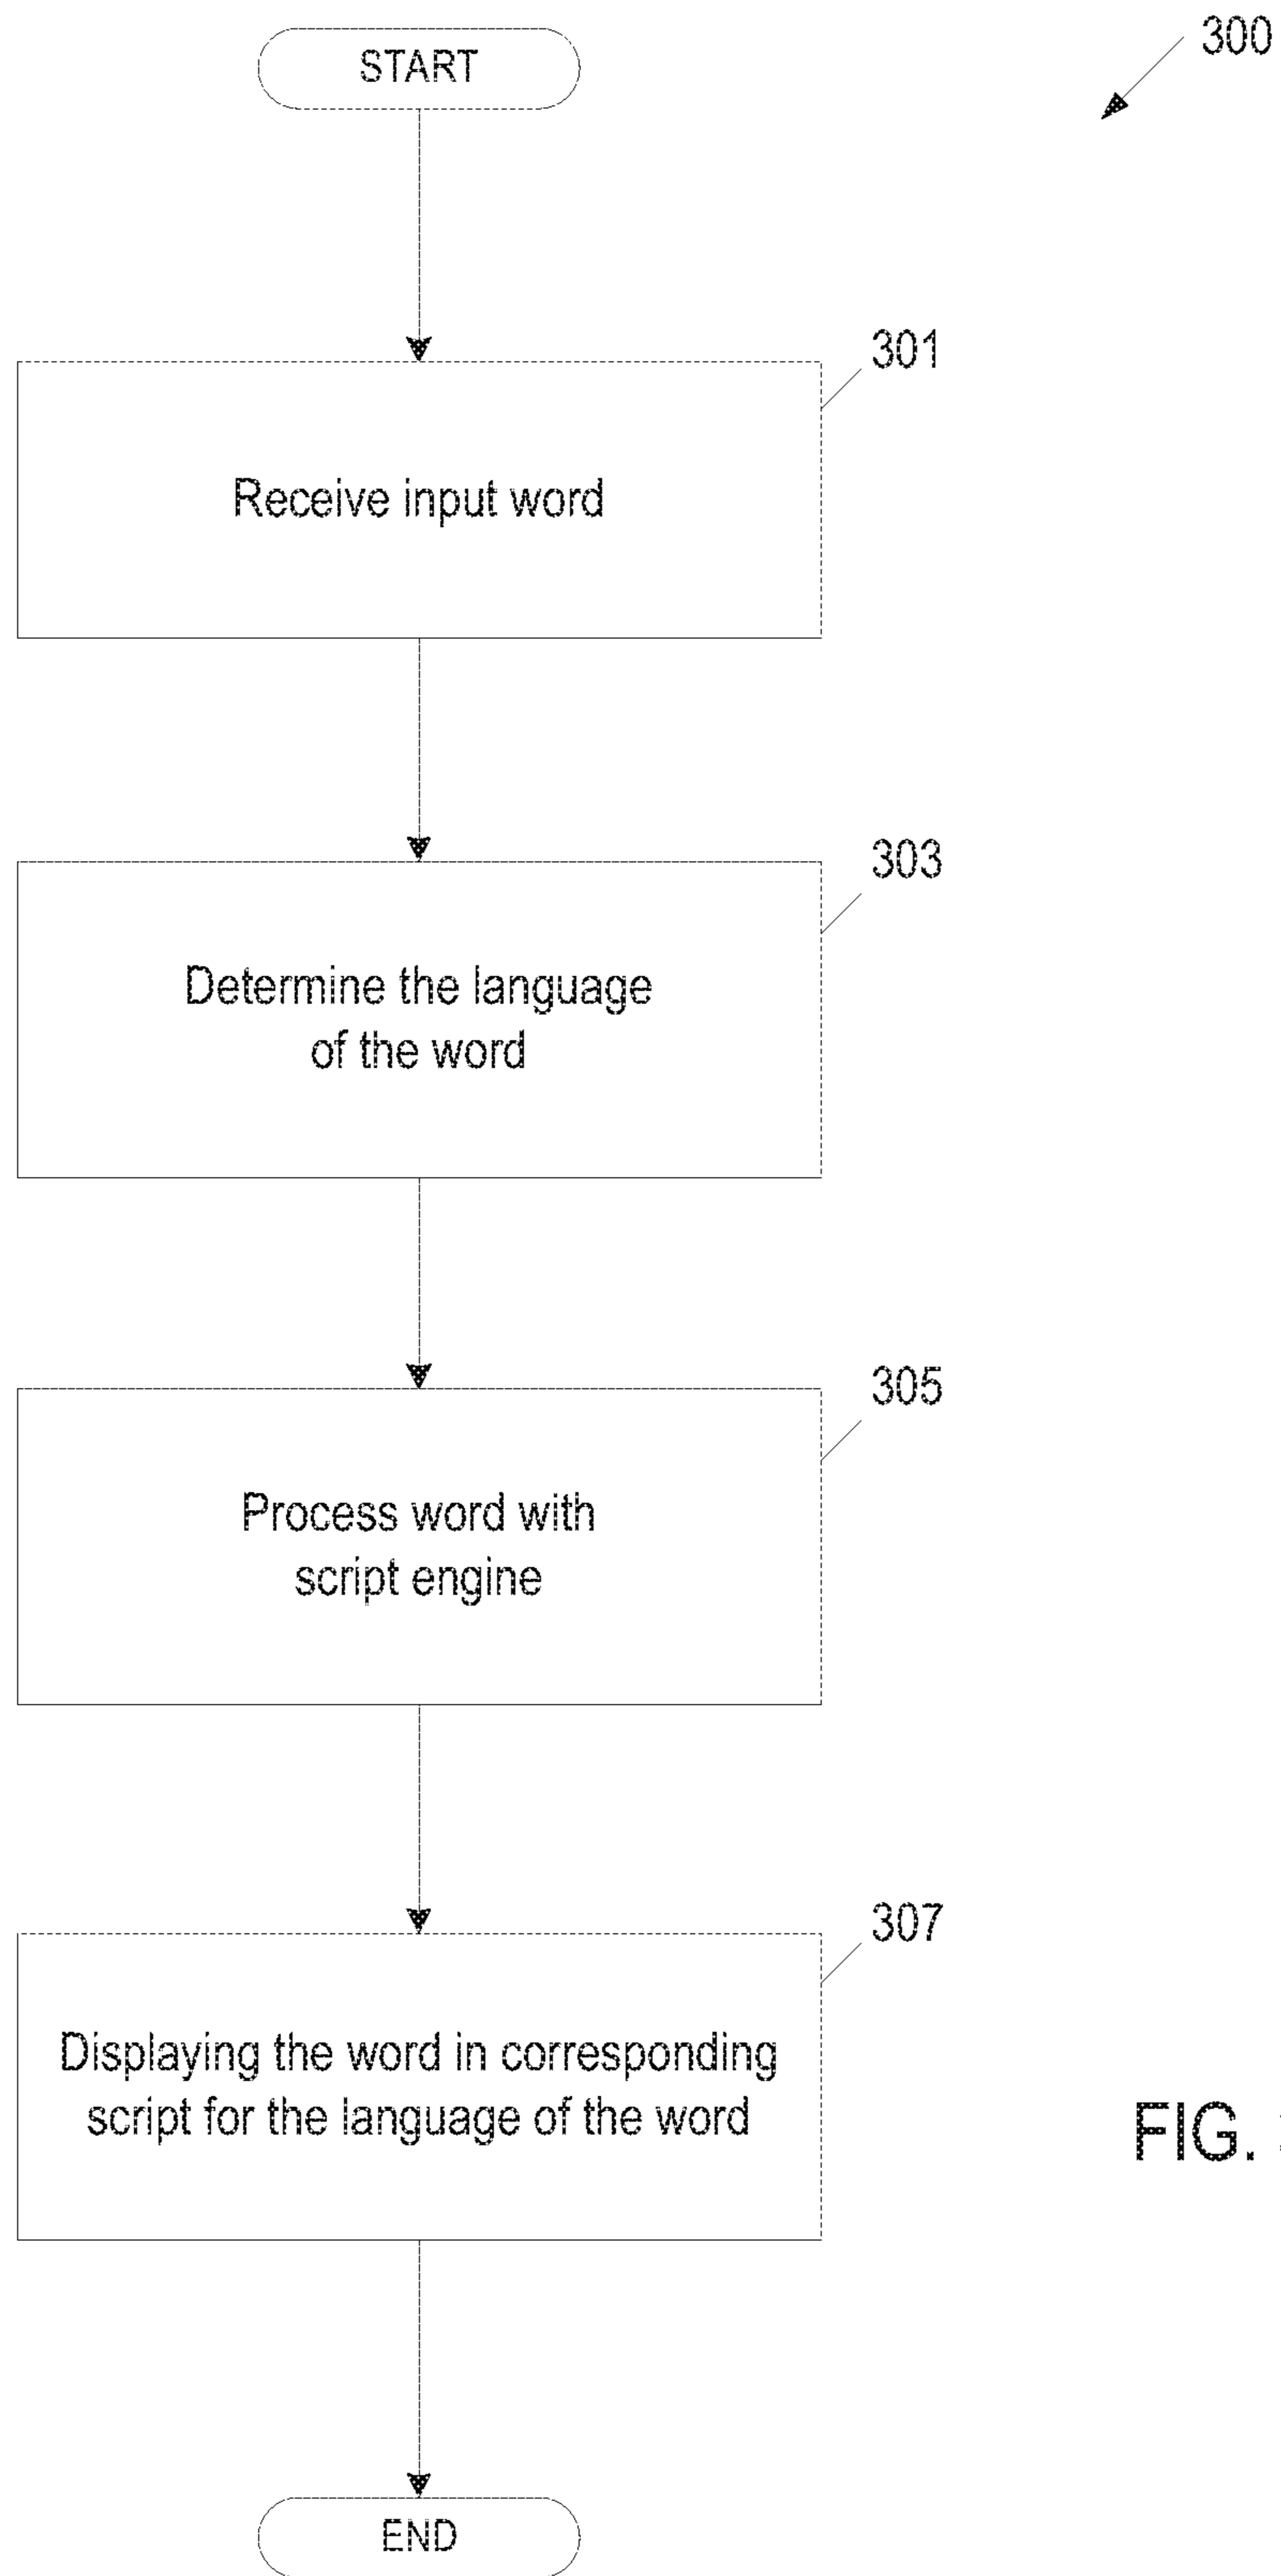 START
300
301
Receive input word
303
Determine the language
of the word
305
Process word with
script engine
307
Displaying the word in corresponding
script for the language of the word
FIG.
END